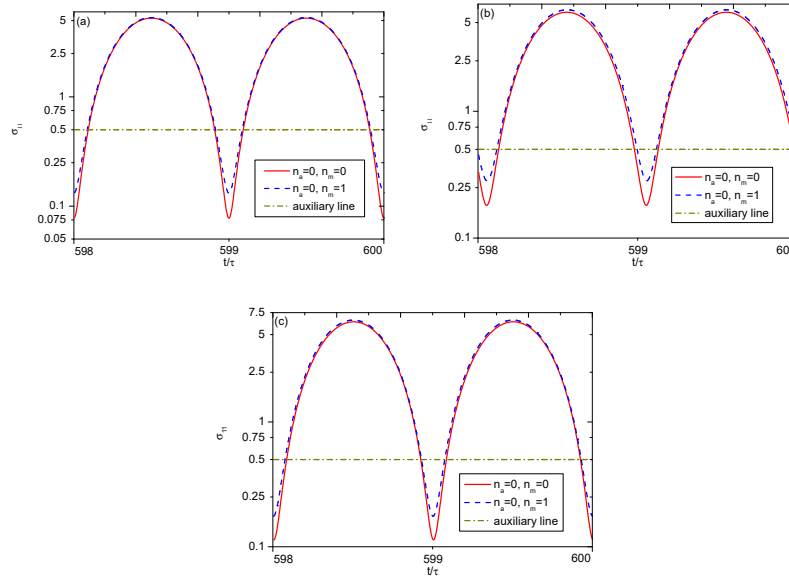 (a)
5
1
0.75
0.5
0.25
0.1
0.075
0.05
σ11
n_a=0, n_m=0
n_a=0, n_m=1
auxiliary line
598
599
600
t/τ
(b)
5
2.5
1
0.75
0.5
0.25
0.1
σ11
n_a=0, n_m=0
n_a=0, n_m=1
auxiliary line
598
599
60
t/τ
(c)
7.5
5
2.5
1
0.75
0.5
0.25
0.1
σ11
n_a=0, n_m=0
n_a=0, n_m=1
auxiliary line
598
599
600
t/τ